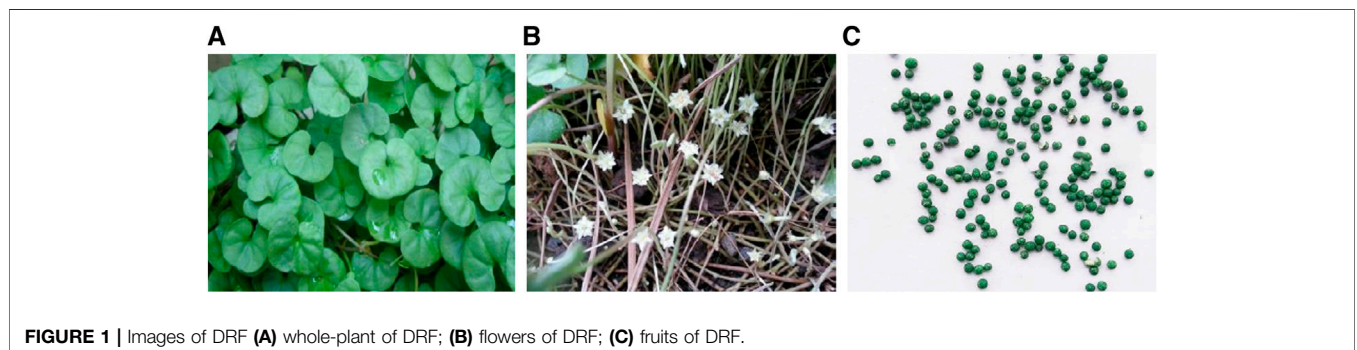 A B C
FIGURE 1 | Images of DRF (A) whole-plant of DRF; (B) flowers of DRF; (C) fruits of DRF.